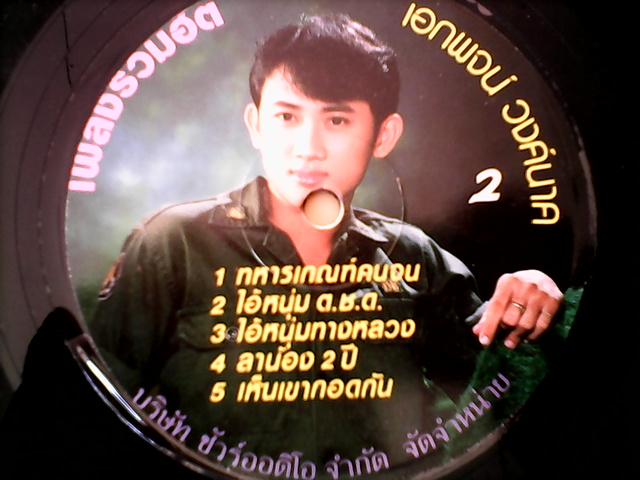 เพลงรวมฮิต
เอกพจน์ วงศ์นาค
2
1 ทหารเกณฑ์คนจน
2 ไอ้หนุ่ม ต.ช.ด.
3 ไอ้หนุ่มทางหลวง
4 ลาน้อง 2 ปี
5 เห็นเขากอดกัน
บริษัท ชัวร์ออดิโอ จำกัด จัดจำหน่าย